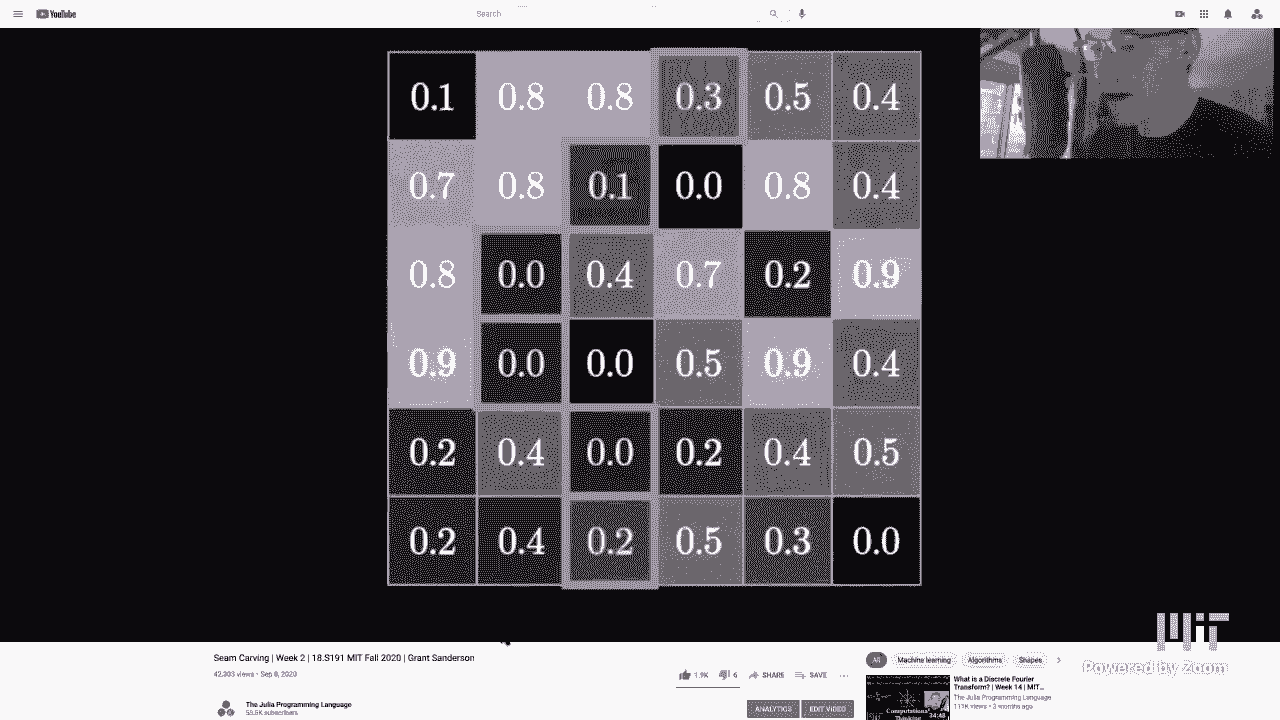 YouTube
Search
0.1 0.8 0.8 0.3 0.5 0.4
0.7 0.8 0.1 0.0 0.8 0.4
0.8 0.0 0.4 0.7 0.2 0.9
0.9 0.0 0.0 0.5 0.9 0.4
0.2 0.4 0.0 0.2 0.4 0.5
0.2 0.4 0.2 0.5 0.3 0.0
MIT
Powered by Zoom
Seam Carving | Week 2 | 18.S191 MIT Fall 2020 | Grant Sanderson
42,303 views • Sep 8, 2020
1.9K 6 SHARE SAVE
The Julia Programming Language
ANALYTICS EDIT VIDEO
All Machine learning Algorithms Shapes
What is a Discrete Fourier
Transform? | Week 14 | MIT...
The Julia Programming Language
3 months ago
Computational
Thinking
34:48